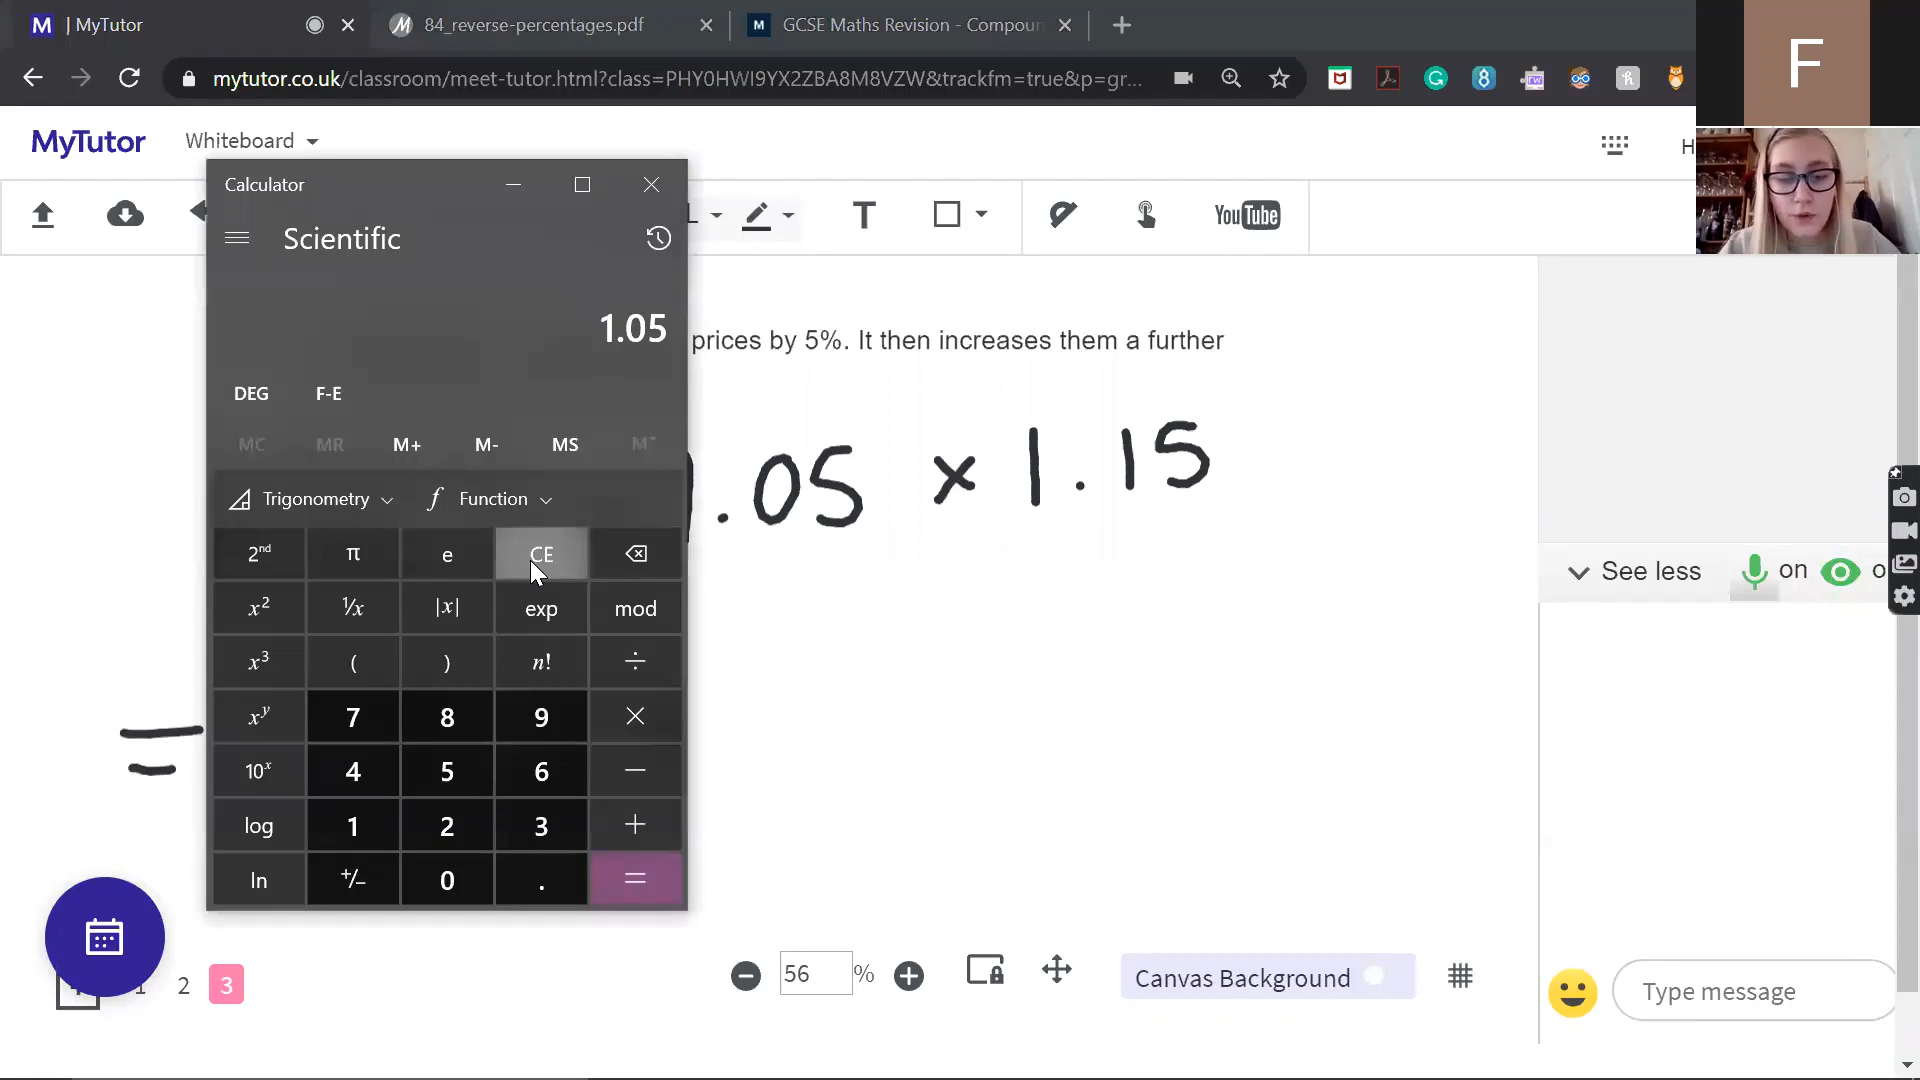 | MyTutor
84_reverse-percentages.pdf
GCSE Maths Revision - Compoun
mytutor.co.uk/classroom/meet-tutor.html?class=PHY0HWI9YX2ZBA8M8VZW&trackfm=true&p=gr...
F
MyTutor
Whiteboard
H
T
YouTube
Calculator
Scientific
1.05
prices by 5%. It then increases them a further
DEG F-E
MC MR M+ M- MS M˅
1.05 × 1.15
Trigonometry
f Function
2ⁿᵈ π e CE
x² ¹/x |x| exp mod
x³ ( ) n! ÷
xʸ 7 8 9 ×
10ˣ 4 5 6 −
log 1 2 3 +
ln +/− 0 . =
=
See less
on
o
1 2 3
56 %
Canvas Background
Type message